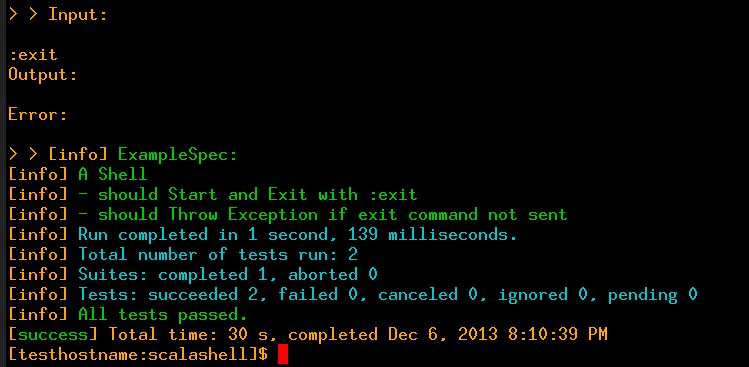 > > Input:
:exit
Output:
Error:
> > [info] ExampleSpec:
[info] A Shell
[info] - should Start and Exit with :exit
[info] - should Throw Exception if exit command not sent
[info] Run completed in 1 second, 139 milliseconds.
[info] Total number of tests run: 2
[info] Suites: completed 1, aborted 0
[info] Tests: succeeded 2, failed 0, canceled 0, ignored 0, pending 0
[info] All tests passed.
[success] Total time: 30 s, completed Dec 6, 2013 8:10:39 PM
[testhostname:scalashell]$